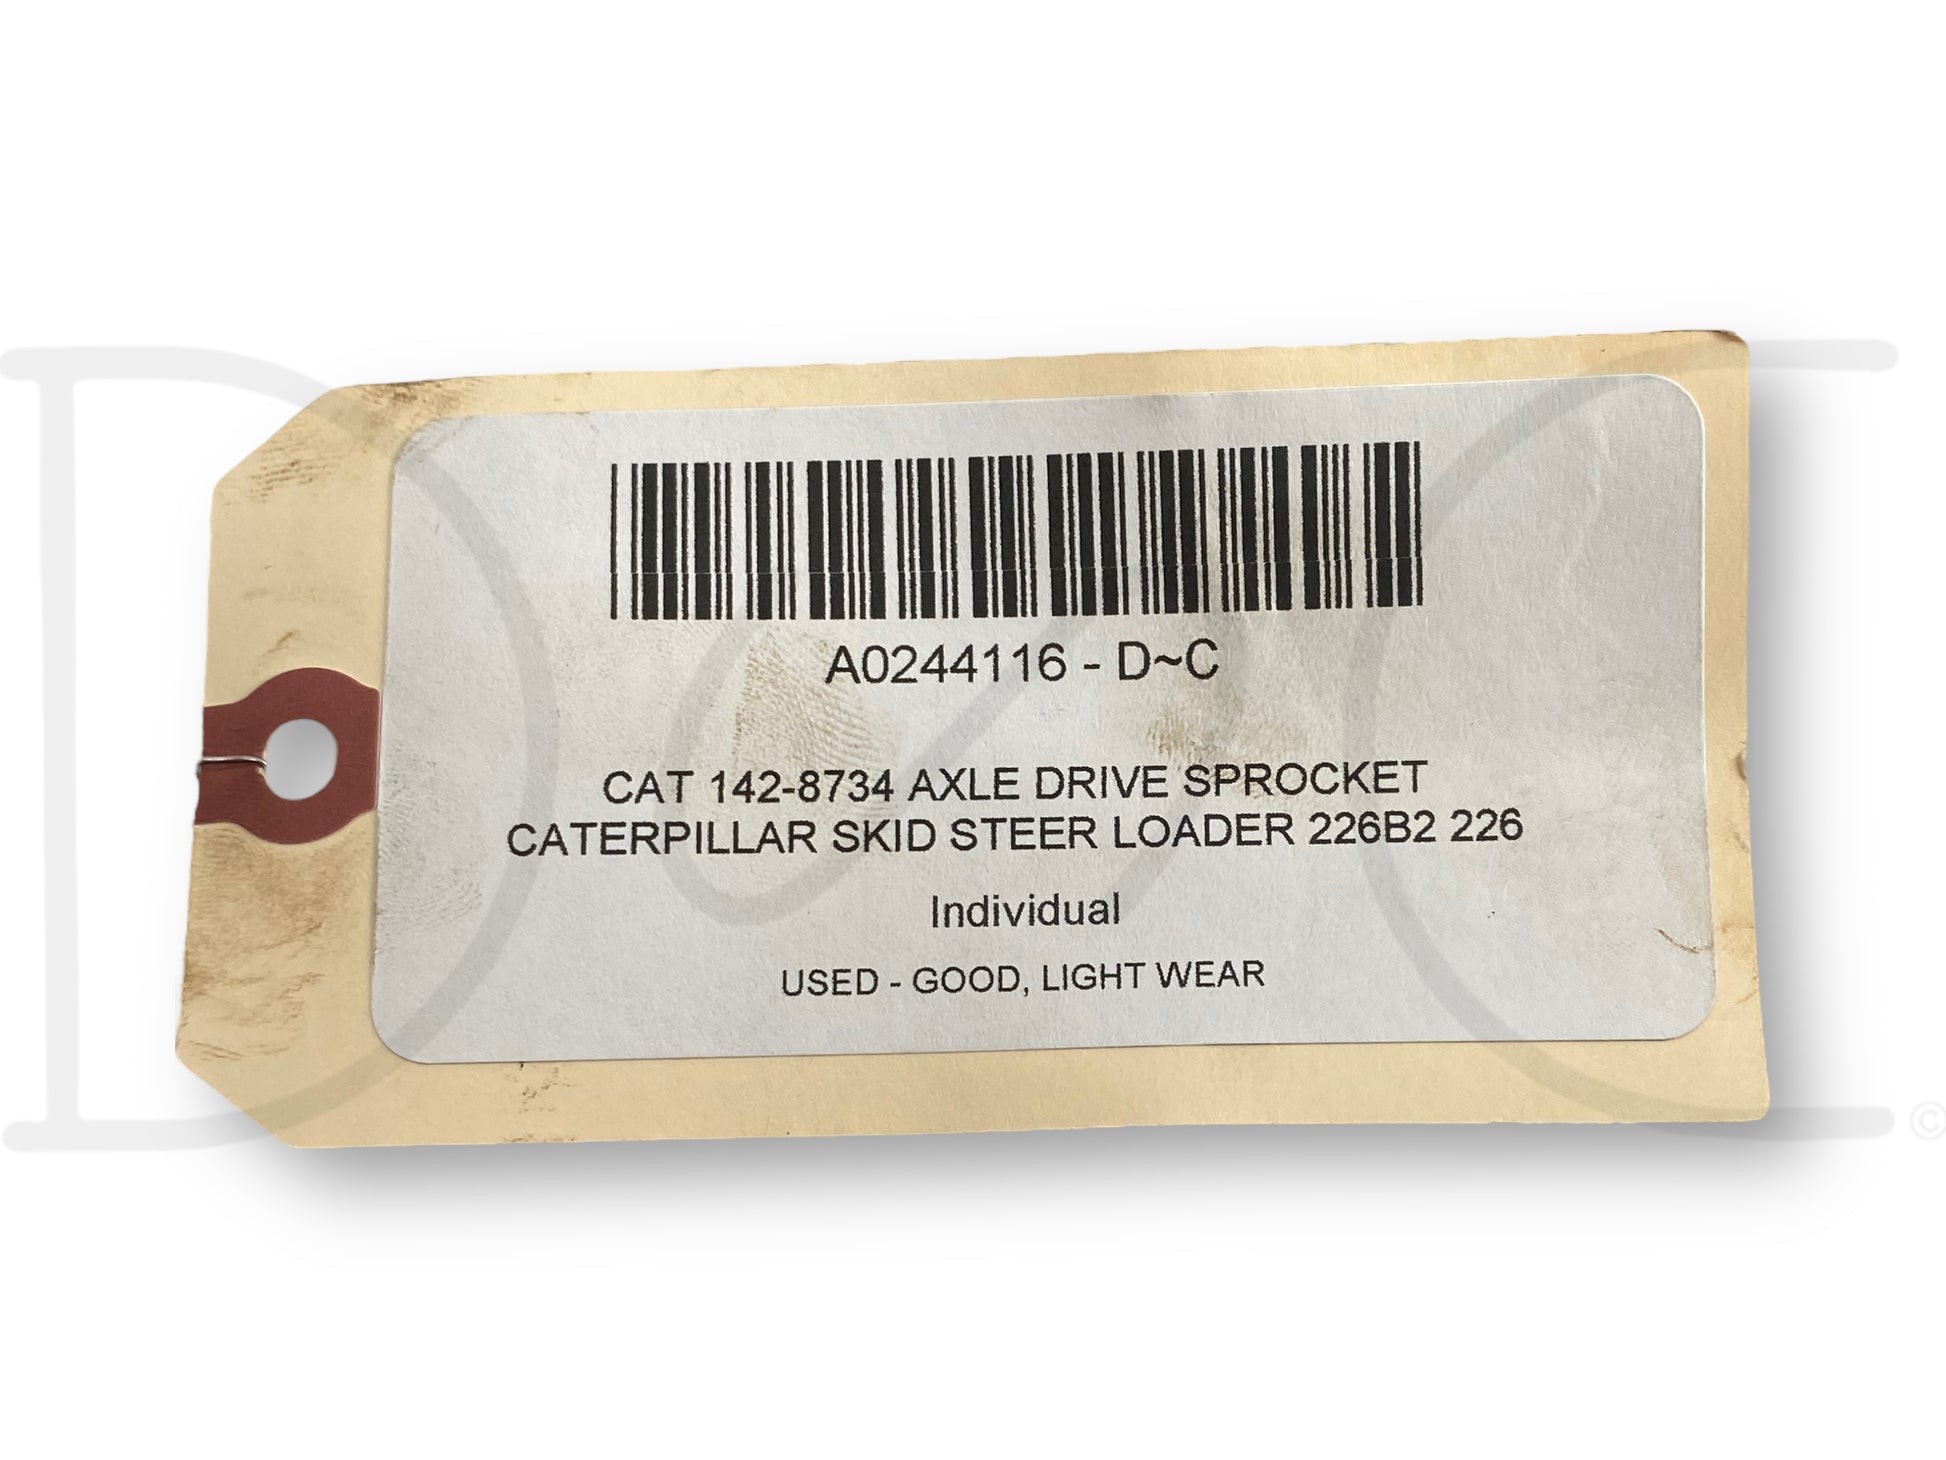 A0244116 - D~C
CAT 142-8734 AXLE DRIVE SPROCKET
CATERPILLAR SKID STEER LOADER 226B2 226
Individual
USED - GOOD, LIGHT WEAR
©